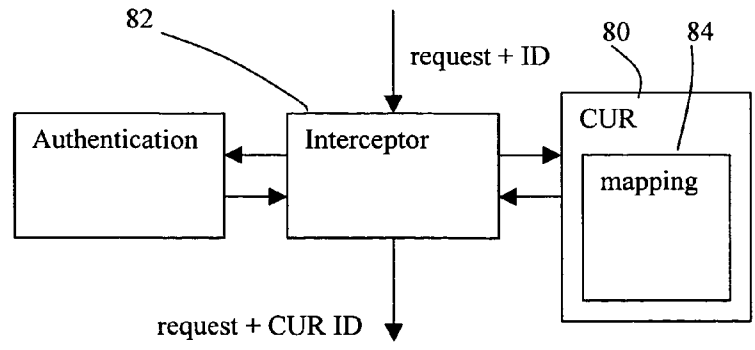 82
80
84
request + ID
CUR
Authentication
Interceptor
mapping
request + CUR ID